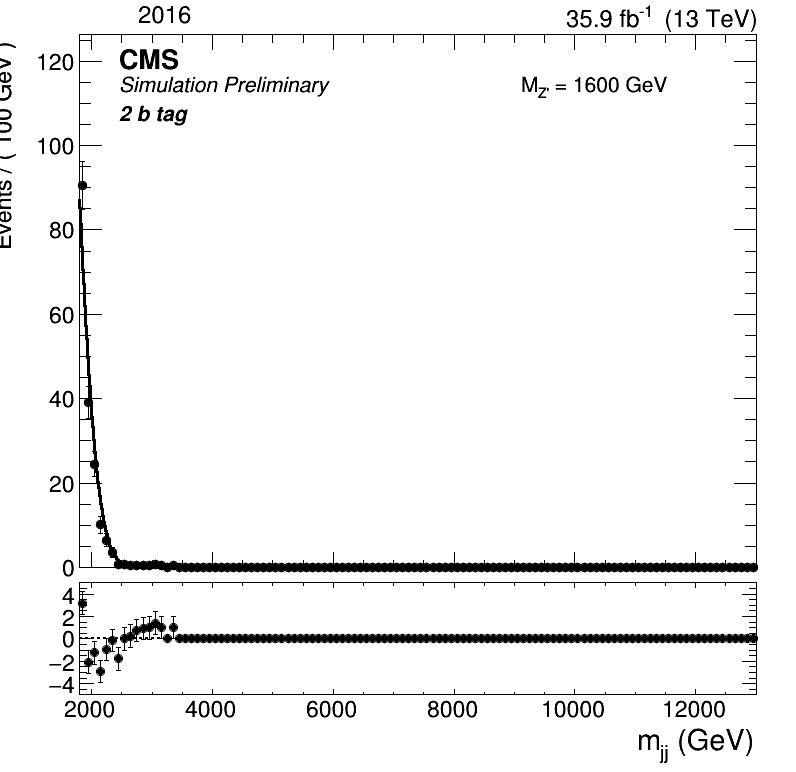 2016
35.9 fb⁻¹ (13 TeV)
CMS
Simulation Preliminary
2 b tag
M_Z' = 1600 GeV
Events / ( 100 GeV )
120
100
80
60
40
20
0
4
2
0
−2
−4
2000 4000 6000 8000 10000 12000
m_jj (GeV)